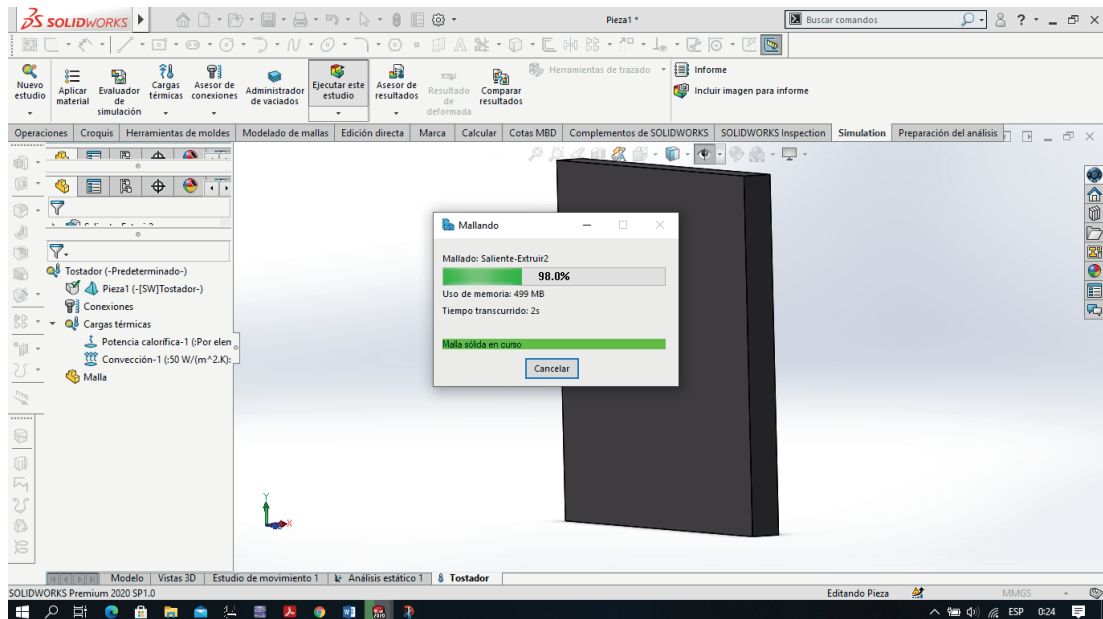 SOLIDWORKS
Pieza1 *
Buscar comandos
Nuevo estudio
Aplicar material
Evaluador de simulación
Cargas térmicas
Asesor de conexiones
Administrador de vaciados
Ejecutar este estudio
Asesor de resultados
Resultado de deformada
Comparar resultados
Herramientas de trazado
Informe
Incluir imagen para informe
Operaciones Croquis Herramientas de moldes Modelado de mallas Edición directa Marca Calcular Cotas MBD Complementos de SOLIDWORKS SOLIDWORKS Inspection Simulation Preparación del análisis
Tostador (-Predeterminado-)
Pieza1 (-[SW]Tostador-)
Conexiones
Cargas térmicas
Potencia calorífica-1 (:Por elen
Convección-1 (:50 W/(m^2.K):
Malla
Mallando
Mallado: Saliente-Extruir2
98.0%
Uso de memoria: 499 MB
Tiempo transcurrido: 2s
Malla sólida en curso
Cancelar
Y
X
Modelo Vistas 3D Estudio de movimiento 1 Análisis estático 1 Tostador
SOLIDWORKS Premium 2020 SP1.0
Editando Pieza
MMGS
ESP
0:24